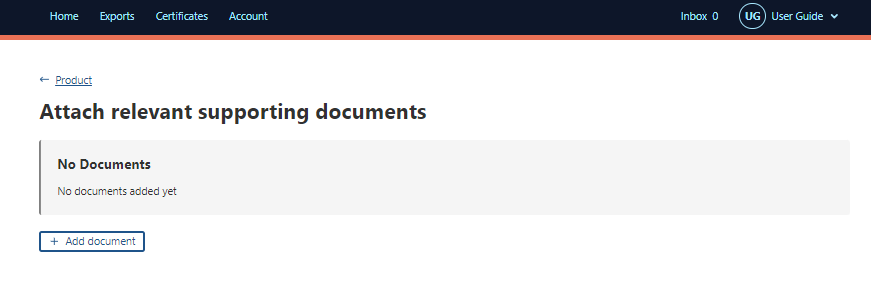 Home Exports Certificates Account Inbox 0 UG User Guide
← Product
Attach relevant supporting documents
No Documents
No documents added yet
+ Add document